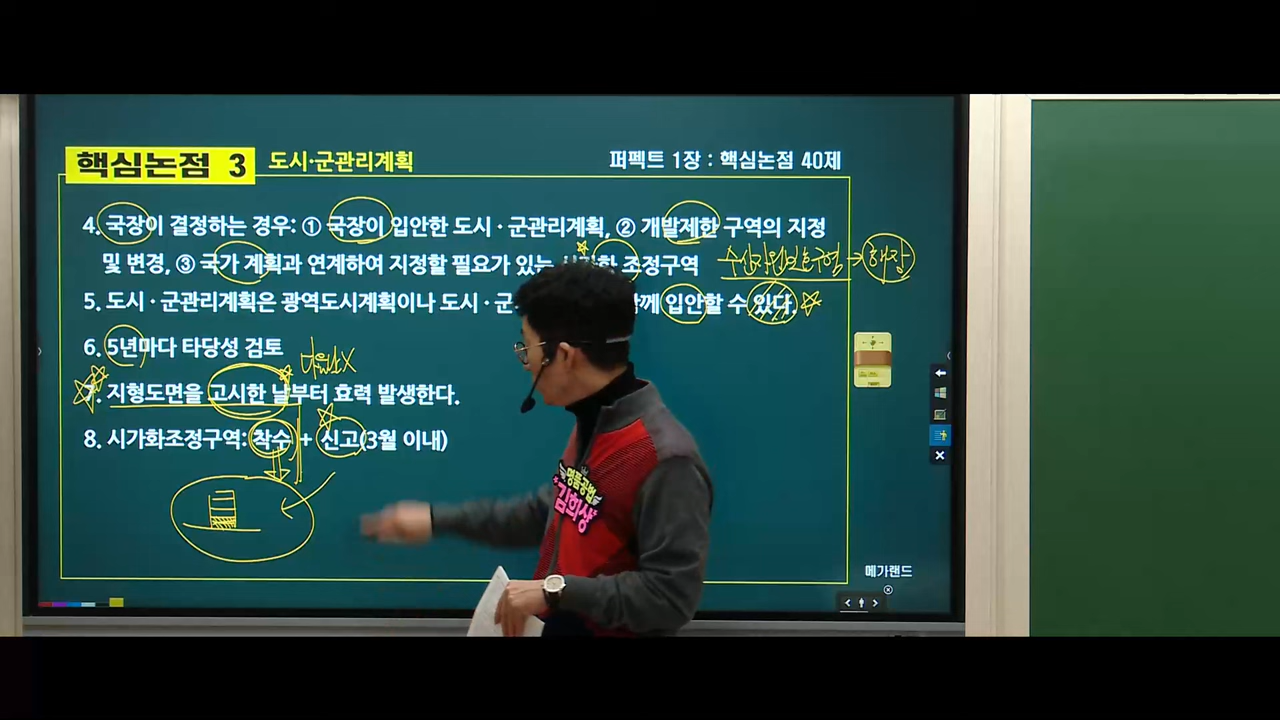 핵심논점 3 도시·군관리계획 퍼펙트 1장 : 핵심논점 40제
4. 국장이 결정하는 경우: ① 국장이 입안한 도시·군관리계획, ② 개발제한 구역의 지정
및 변경, ③ 국가 계획과 연계하여 지정할 필요가 있는 조정구역 수산자원보호구역 → 해장
5. 도시·군관리계획은 광역도시계획이나 도시·군 함께 입안할 수 있다.
6. 5년마다 타당성 검토
다음날 X
7. 지형도면을 고시한 날부터 효력 발생한다.
8. 시가화조정구역: 착수 + 신고(3월 이내)
명품공법
김희상
메가랜드